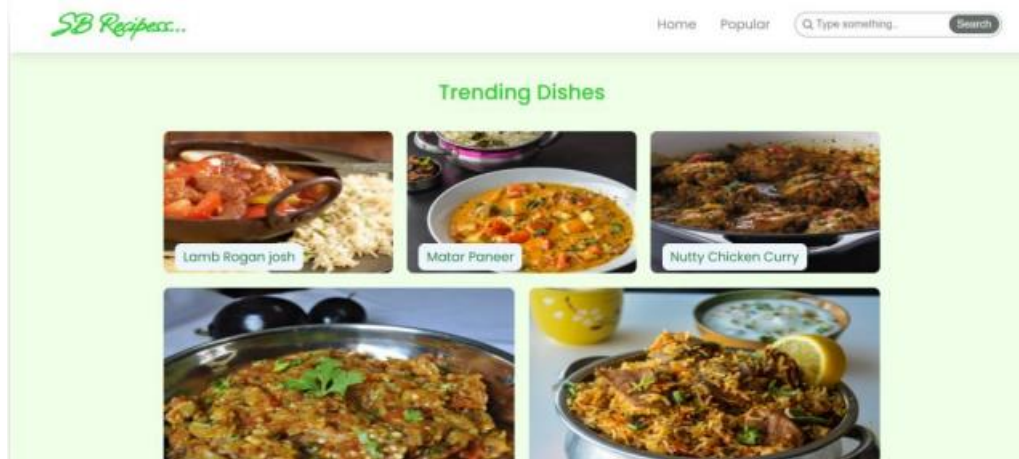 SB Recipess...
Home Popular Type something.. Search
Trending Dishes
Lamb Rogan josh
Matar Paneer
Nutty Chicken Curry